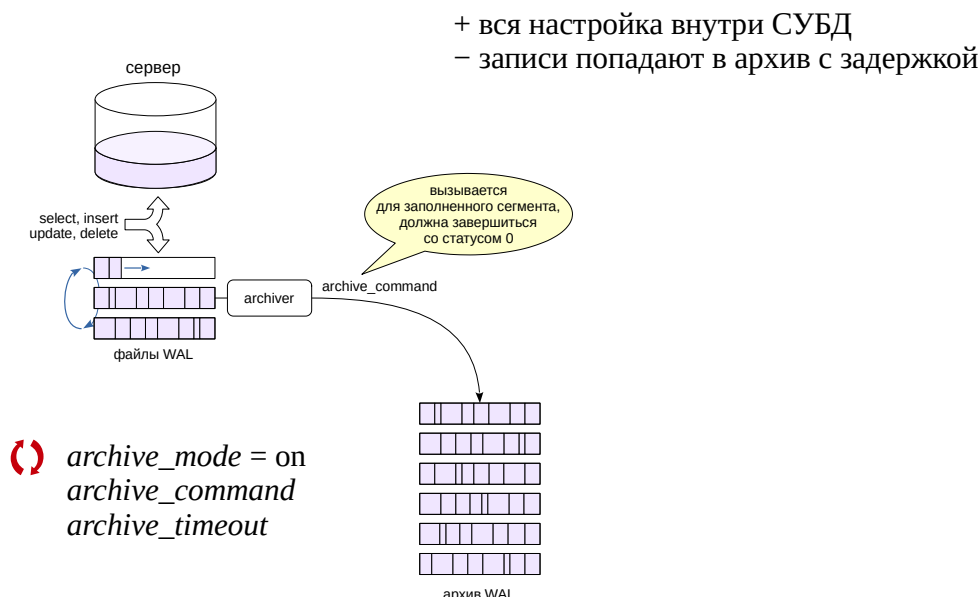 + вся настройка внутри СУБД
− записи попадают в архив с задержкой
сервер
вызывается
для заполненного сегмента,
должна завершиться
со статусом 0
select, insert
update, delete
archiver
archive_command
файлы WAL
archive_mode = on
archive_command
archive_timeout
архив WAL